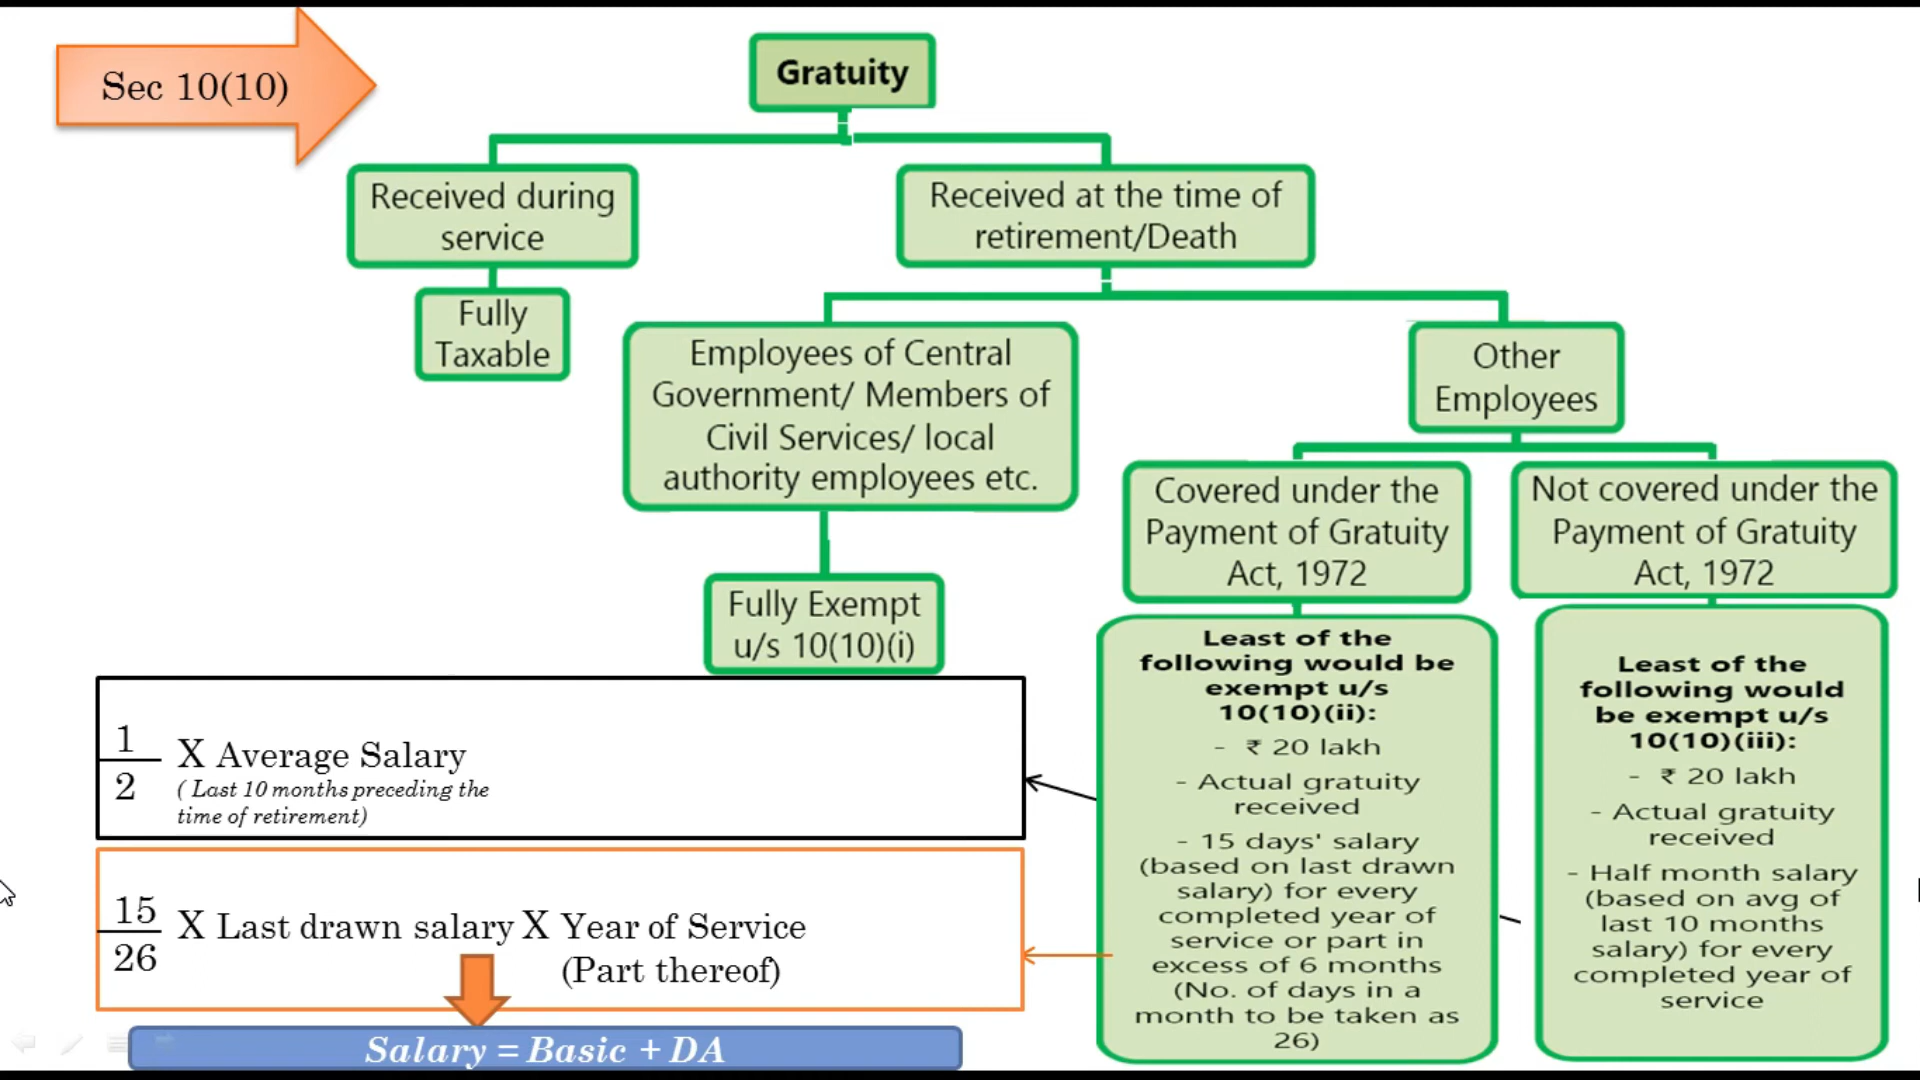 Sec 10(10)
Gratuity
Received during
service
Received at the time of
retirement/Death
Fully
Taxable
Employees of Central
Government/ Members of
Civil Services/ local
authority employees etc.
Other
Employees
Fully Exempt
u/s 10(10)(i)
Covered under the
Payment of Gratuity
Act, 1972
Not covered under the
Payment of Gratuity
Act, 1972
Least of the
following would be
exempt u/s
10(10)(ii):
- ₹ 20 lakh
- Actual gratuity
received
- 15 days' salary
(based on last drawn
salary) for every
completed year of
service or part in
excess of 6 months
(No. of days in a
month to be taken as
26)
Least of the
following would
be exempt u/s
10(10)(iii):
- ₹ 20 lakh
- Actual gratuity
received
- Half month salary
(based on avg of
last 10 months
salary) for every
completed year of
service
1
2
X Average Salary
( Last 10 months preceding the
time of retirement)
15
26
X Last drawn salary X Year of Service
(Part thereof)
Salary = Basic + DA